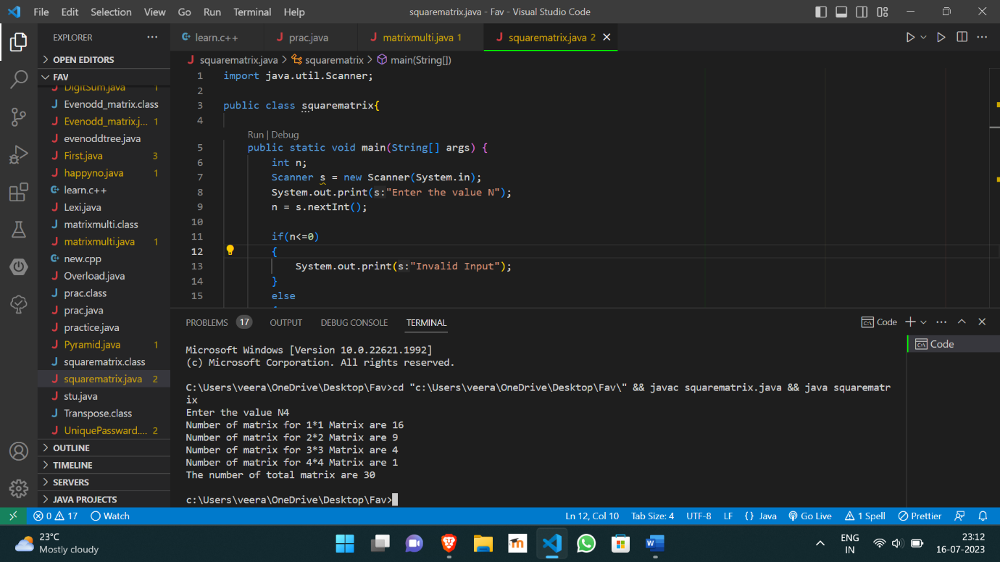 File Edit Selection View Go Run Terminal Help
squarematrix.java - Fav - Visual Studio Code
EXPLORER
OPEN EDITORS
FAV
DigitSum.java 1
Evenodd_matrix.class
Evenodd_matrix.j... 1
evenoddtree.java
First.java 3
happyno.java 1
learn.c++
Lexi.java
matrixmulti.class
matrixmulti.java 1
new.cpp
Overload.java
prac.class
prac.java
practice.java
Pyramid.java 1
squarematrix.class
squarematrix.java 2
stu.java
Transpose.class
UniquePassward.... 2
OUTLINE
TIMELINE
SERVERS
JAVA PROJECTS
learn.c++ prac.java matrixmulti.java 1 squarematrix.java 2
squarematrix.java > squarematrix > main(String[])
1 import java.util.Scanner;
2
3 public class squarematrix{
4
Run | Debug
5 public static void main(String[] args) {
6 int n;
7 Scanner s = new Scanner(System.in);
8 System.out.print(s:"Enter the value N");
9 n = s.nextInt();
10
11 if(n<=0)
12 {
13 System.out.print(s:"Invalid Input");
14 }
15 else
PROBLEMS 17 OUTPUT DEBUG CONSOLE TERMINAL
Code
Code
Microsoft Windows [Version 10.0.22621.1992]
(c) Microsoft Corporation. All rights reserved.
C:\Users\veera\OneDrive\Desktop\Fav>cd "c:\Users\veera\OneDrive\Desktop\Fav\" && javac squarematrix.java && java squarematr
ix
Enter the value N4
Number of matrix for 1*1 Matrix are 16
Number of matrix for 2*2 Matrix are 9
Number of matrix for 3*3 Matrix are 4
Number of matrix for 4*4 Matrix are 1
The number of total matrix are 30
c:\Users\veera\OneDrive\Desktop\Fav>
0 17 Watch
Ln 12, Col 10 Tab Size: 4 UTF-8 LF {} Java Go Live 1 Spell Prettier
23°C
Mostly cloudy
ENG
IN
23:12
16-07-2023